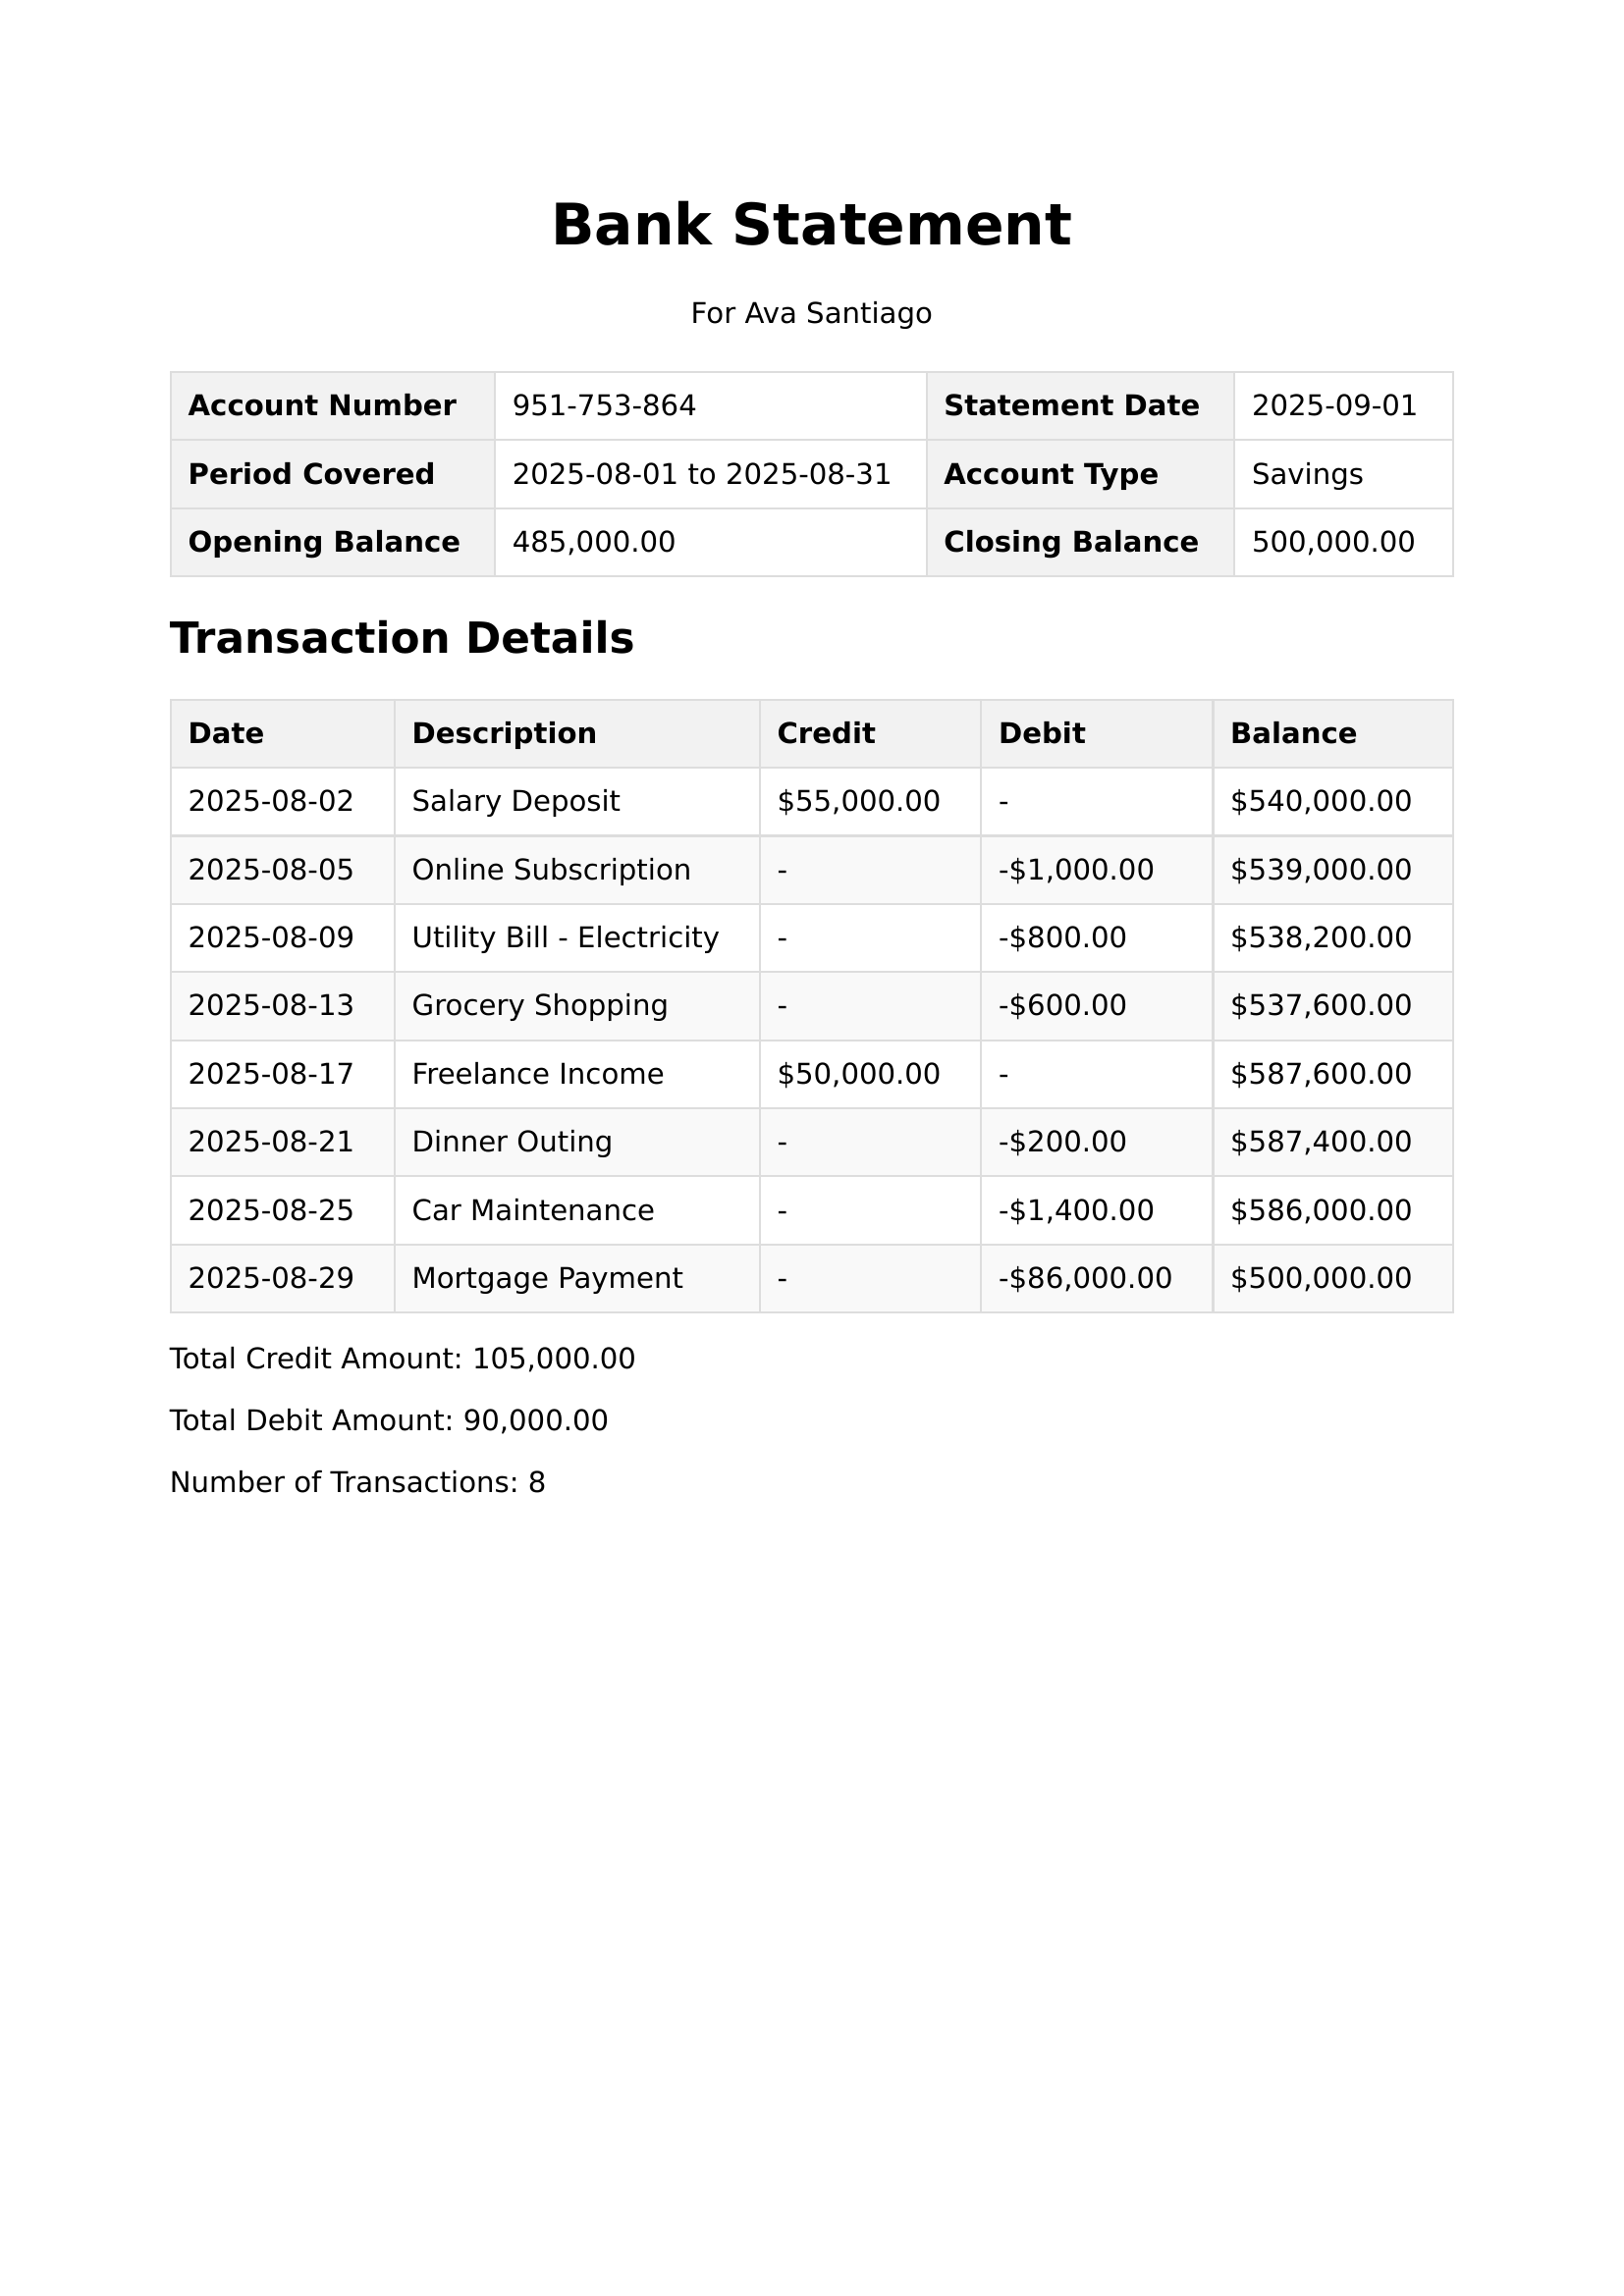 Bank Statement
For Ava Santiago
Account Number 951-753-864 Statement Date 2025-09-01
Period Covered 2025-08-01 to 2025-08-31 Account Type Savings
Opening Balance 485,000.00 Closing Balance 500,000.00
Transaction Details
Date Description Credit Debit Balance
2025-08-02 Salary Deposit $55,000.00 - $540,000.00
2025-08-05 Online Subscription - -$1,000.00 $539,000.00
2025-08-09 Utility Bill - Electricity - -$800.00 $538,200.00
2025-08-13 Grocery Shopping - -$600.00 $537,600.00
2025-08-17 Freelance Income $50,000.00 - $587,600.00
2025-08-21 Dinner Outing - -$200.00 $587,400.00
2025-08-25 Car Maintenance - -$1,400.00 $586,000.00
2025-08-29 Mortgage Payment - -$86,000.00 $500,000.00
Total Credit Amount: 105,000.00
Total Debit Amount: 90,000.00
Number of Transactions: 8